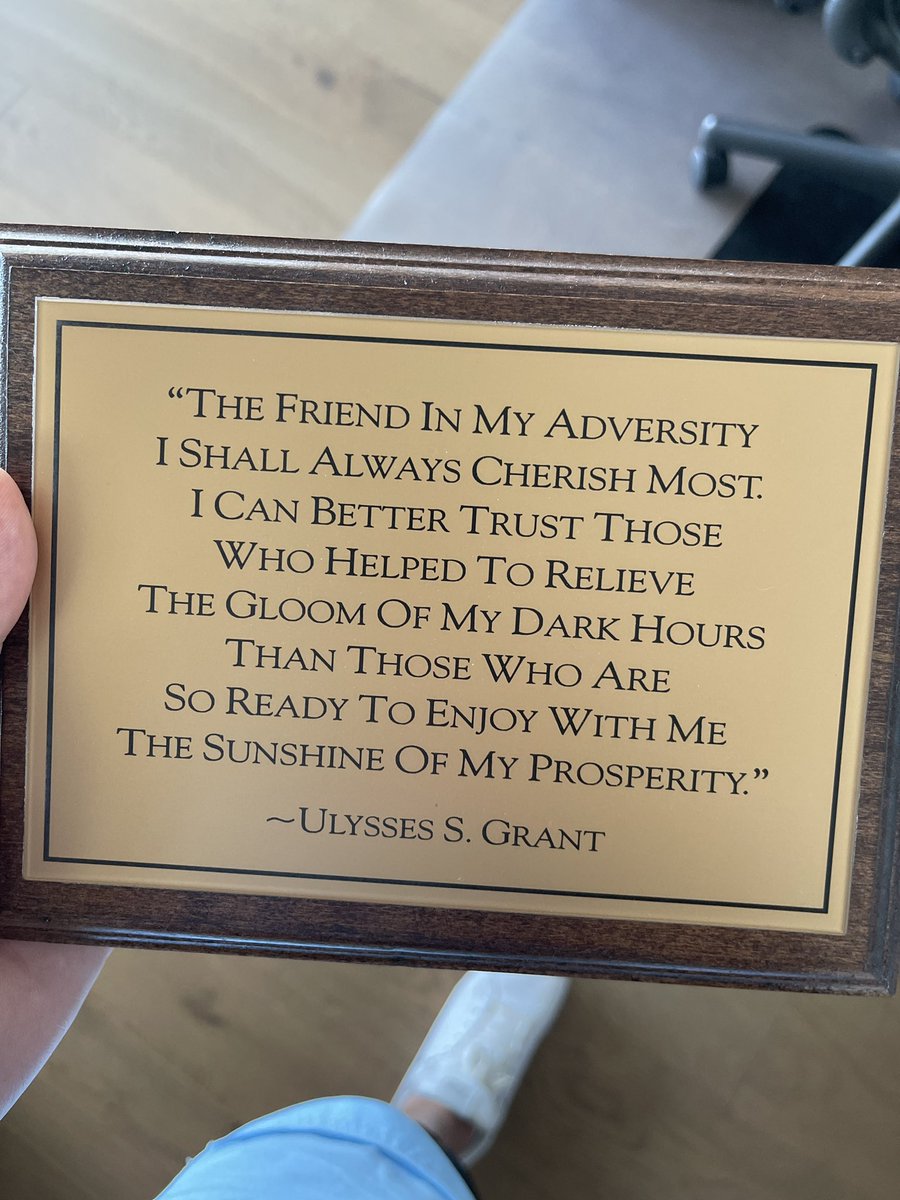 “The Friend In My Adversity
I Shall Always Cherish Most.
I Can Better Trust Those
Who Helped To Relieve
The Gloom Of My Dark Hours
Than Those Who Are
So Ready To Enjoy With Me
The Sunshine Of My Prosperity.”
~Ulysses S. Grant